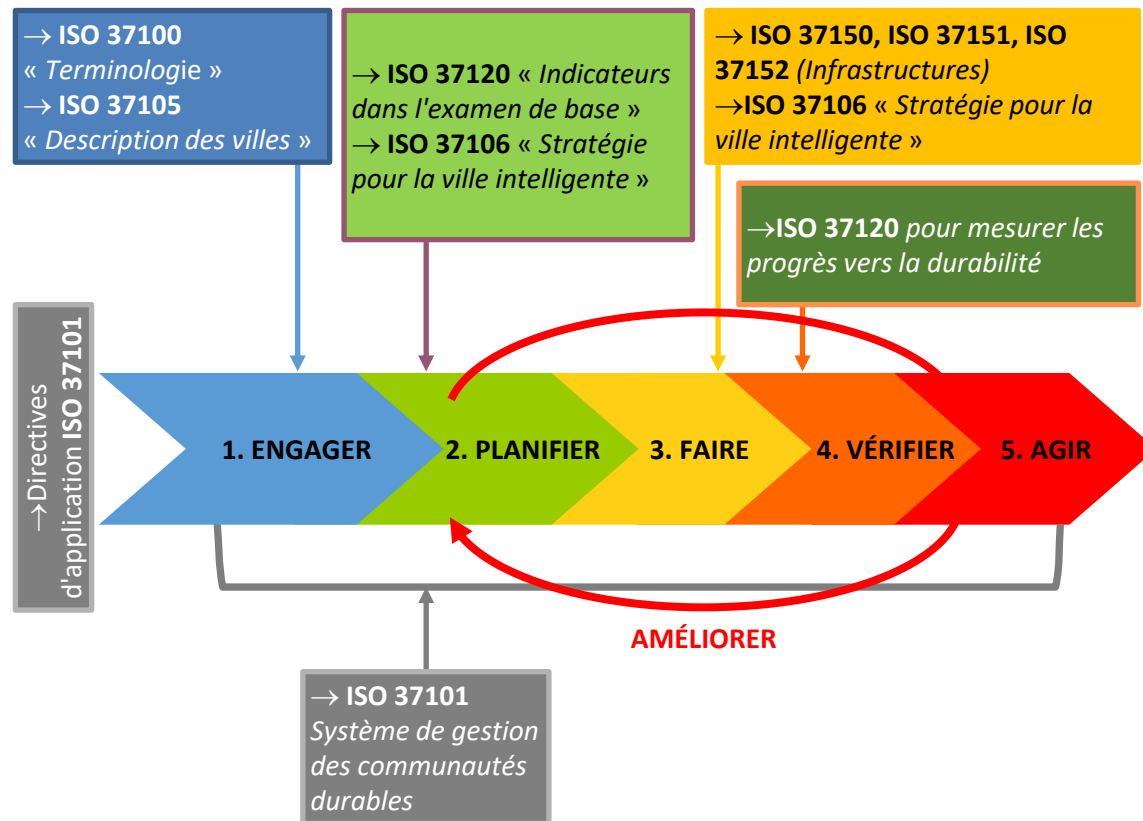 → ISO 37100
« Terminologie »
→ ISO 37105
« Description des villes »
→ ISO 37120 « Indicateurs
dans l'examen de base »
→ ISO 37106 « Stratégie
pour la ville intelligente »
→ ISO 37150, ISO 37151, ISO
37152 (Infrastructures)
→ISO 37106 « Stratégie pour la
ville intelligente »
→ISO 37120 pour mesurer les
progrès vers la durabilité
→Directives
d'application ISO 37101
1. ENGAGER
2. PLANIFIER
3. FAIRE
4. VÉRIFIER
5. AGIR
AMÉLIORER
→ ISO 37101
Système de gestion
des communautés
durables